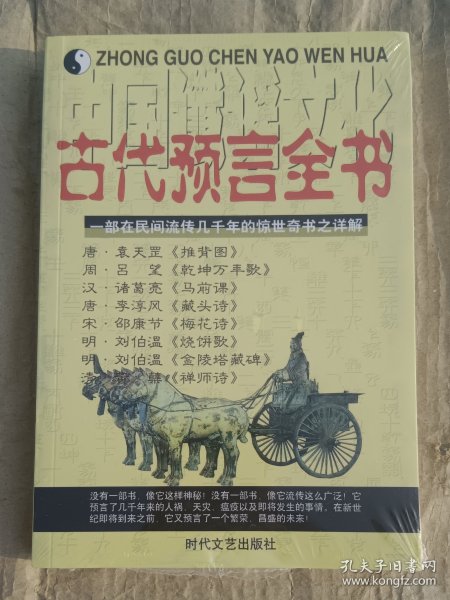 ZHONG GUO CHEN YAO WEN HUA
中国谶谣文化
古代预言全书
一部在民间流传几千年的惊世奇书之详解
唐·袁天罡《推背图》
周·吕望《乾坤万年歌》
汉·诸葛亮《马前课》
唐·李淳风《藏头诗》
宋·邵康节《梅花诗》
明·刘伯温《烧饼歌》
明·刘伯温《金陵塔藏碑》
《禅师诗》
没有一部书,像它这样神秘!没有一部书,像它流传这么广泛!它
预言了几千年来的人祸、天灾、瘟疫以及即将发生的事情。在新世
纪即将到来之前,它又预言了一个繁荣、昌盛的未来!
时代文艺出版社
孔夫子旧书网
www.kongfz.com